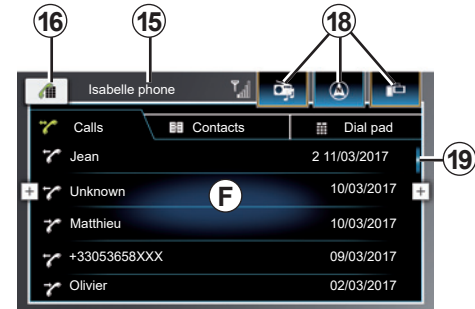 16 15 18
Isabelle phone
Calls Contacts Dial pad
Jean 2 11/03/2017
19
Unknown 10/03/2017
F
Matthieu 10/03/2017
+33053658XXX 09/03/2017
Olivier 02/03/2017